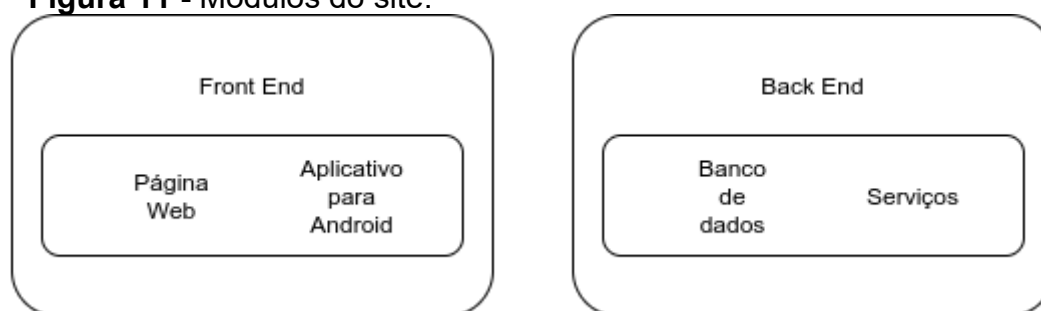 Figura 11 - Módulos do site.
Front End
Página
Web
Aplicativo
para
Android
Back End
Banco
de
dados
Serviços